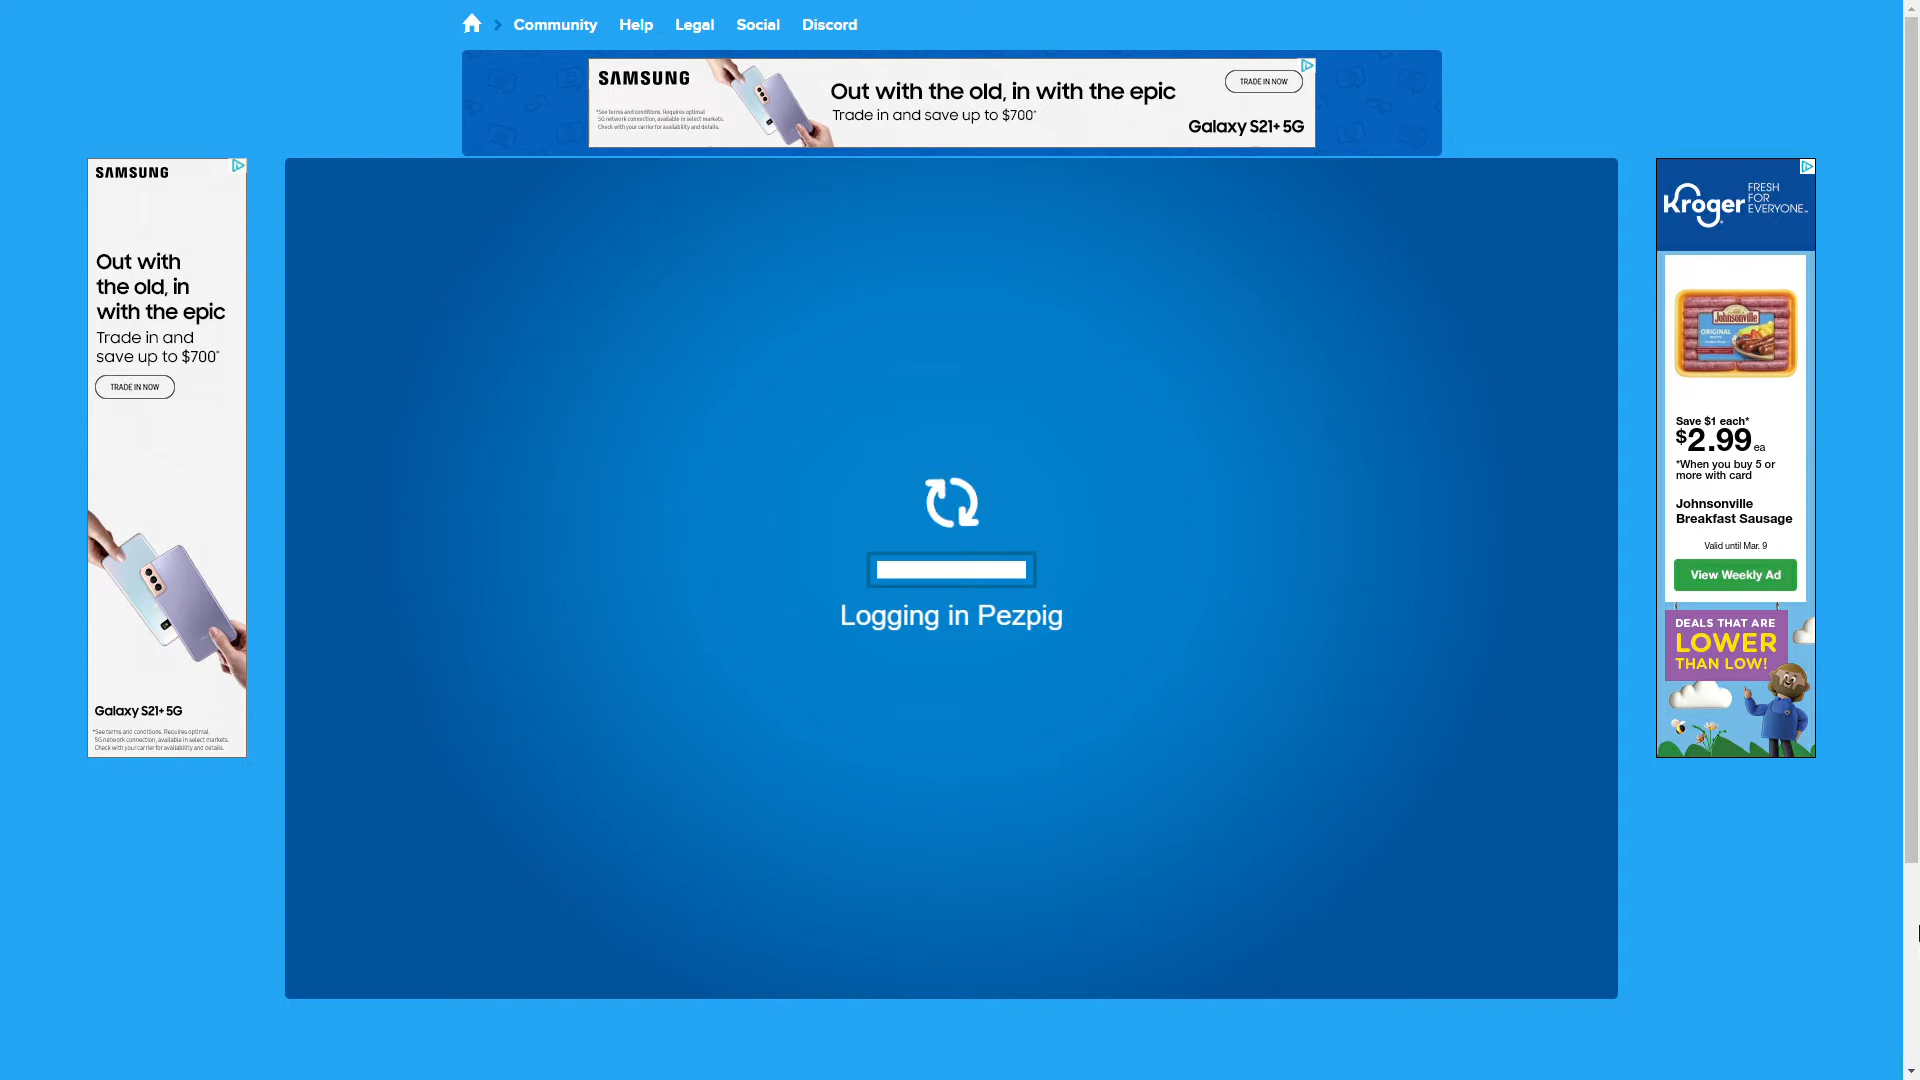 Community Help Legal Social Discord
SAMSUNG
*See terms and conditions. Requires optimal
5G network connection, available in select markets.
Check with your carrier for availability and details.
Out with the old, in with the epic
Trade in and save up to $700*
TRADE IN NOW
Galaxy S21+ 5G
SAMSUNG
Out with
the old, in
with the epic
Trade in and
save up to $700*
TRADE IN NOW
Galaxy S21+ 5G
*See terms and conditions. Requires optimal
5G network connection, available in select markets.
Check with your carrier for availability and details.
Logging in Pezpig
Kroger
FRESH
FOR
EVERYONE™
Johnsonville
ORIGINAL
Save $1 each*
$2.99 ea
*When you buy 5 or
more with card
Johnsonville
Breakfast Sausage
Valid until Mar. 9
View Weekly Ad
DEALS THAT ARE
LOWER
THAN LOW!